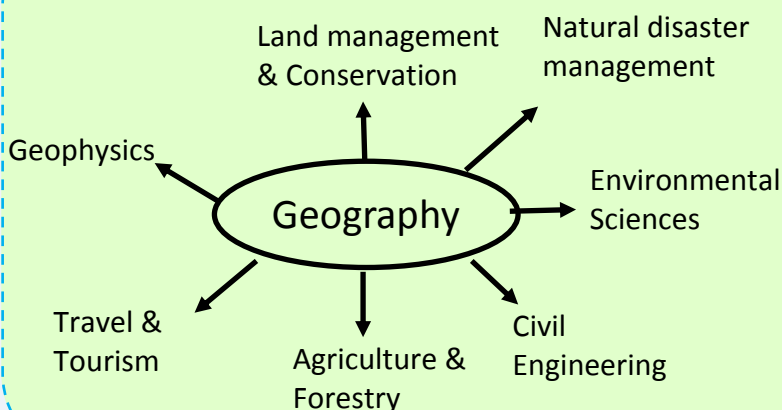 Land management
& Conservation
Natural disaster
management
Geophysics
Environmental
Sciences
Geography
Travel &
Tourism
Agriculture &
Forestry
Civil
Engineering